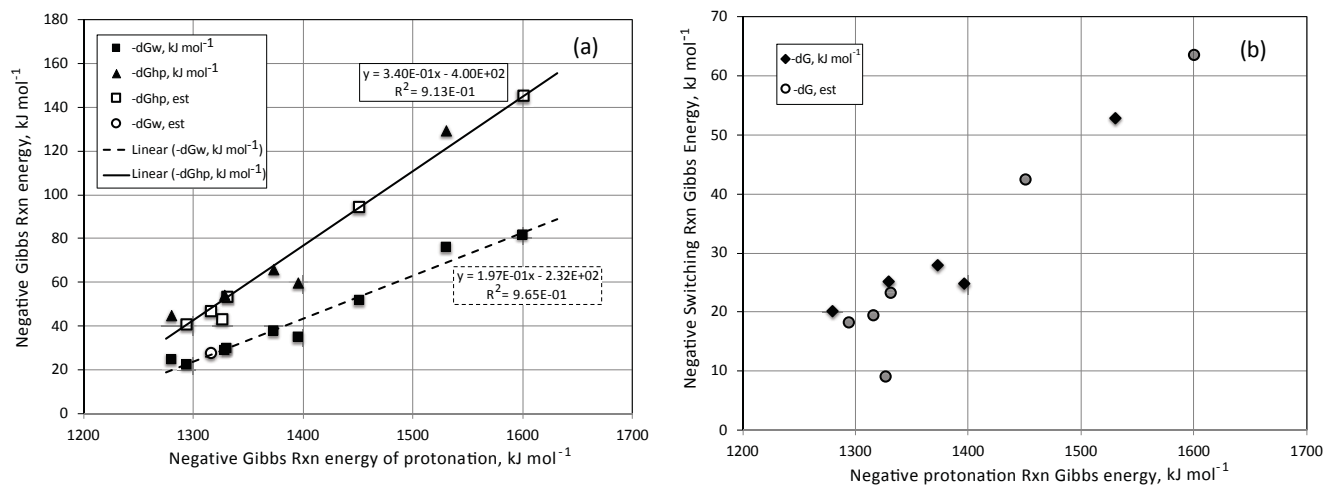 180
160
140
120
100
80
60
40
20
0
Negative Gibbs Rxn energy, kJ mol-1
(a)
-dGw, kJ mol-1
-dGhp, kJ mol-1
-dGhp, est
-dGw, est
Linear (-dGw, kJ mol-1)
Linear (-dGhp, kJ mol-1)
y = 3.40E-01x - 4.00E+02
R2 = 9.13E-01
y = 1.97E-01x - 2.32E+02
R2 = 9.65E-01
1200 1300 1400 1500 1600 1700
Negative Gibbs Rxn energy of protonation, kJ mol-1
70
60
50
40
30
20
10
0
Negative Switching Rxn Gibbs Energy, kJ mol-1
(b)
-dG, kJ mol-1
-dG, est
1200 1300 1400 1500 1600 1700
Negative protonation Rxn Gibbs energy, kJ mol-1